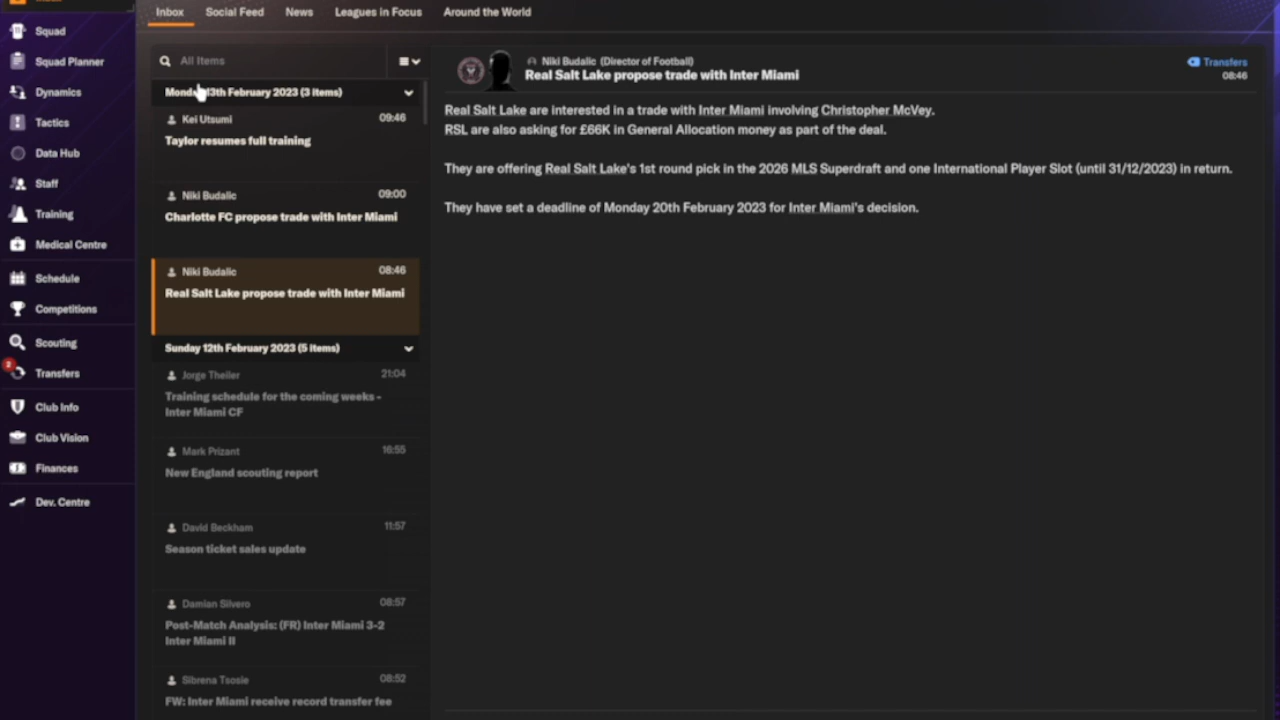 Inbox
Social Feed
News
Leagues in Focus
Around the World
Squad
Squad Planner
Dynamics
Tactics
Data Hub
Staff
Training
Medical Centre
Schedule
Competitions
Scouting
2
Transfers
Club Info
Club Vision
Finances
Dev. Centre
All Items
Monday 13th February 2023 (3 items)
Kei Utsumi
09:46
Taylor resumes full training
Niki Budalic
09:00
Charlotte FC propose trade with Inter Miami
Niki Budalic
08:46
Real Salt Lake propose trade with Inter Miami
Sunday 12th February 2023 (5 items)
Jorge Theiler
21:04
Training schedule for the coming weeks -
Inter Miami CF
Mark Prizant
16:55
New England scouting report
David Beckham
11:57
Season ticket sales update
Damian Silvero
08:57
Post-Match Analysis: (FR) Inter Miami 3-2
Inter Miami II
Sibrena Tsosie
08:52
FW: Inter Miami receive record transfer fee
Niki Budalic (Director of Football)
Real Salt Lake propose trade with Inter Miami
Transfers
08:46
Real Salt Lake are interested in a trade with Inter Miami involving Christopher McVey.
RSL are also asking for £66K in General Allocation money as part of the deal.
They are offering Real Salt Lake's 1st round pick in the 2026 MLS Superdraft and one International Player Slot (until 31/12/2023) in return.
They have set a deadline of Monday 20th February 2023 for Inter Miami's decision.